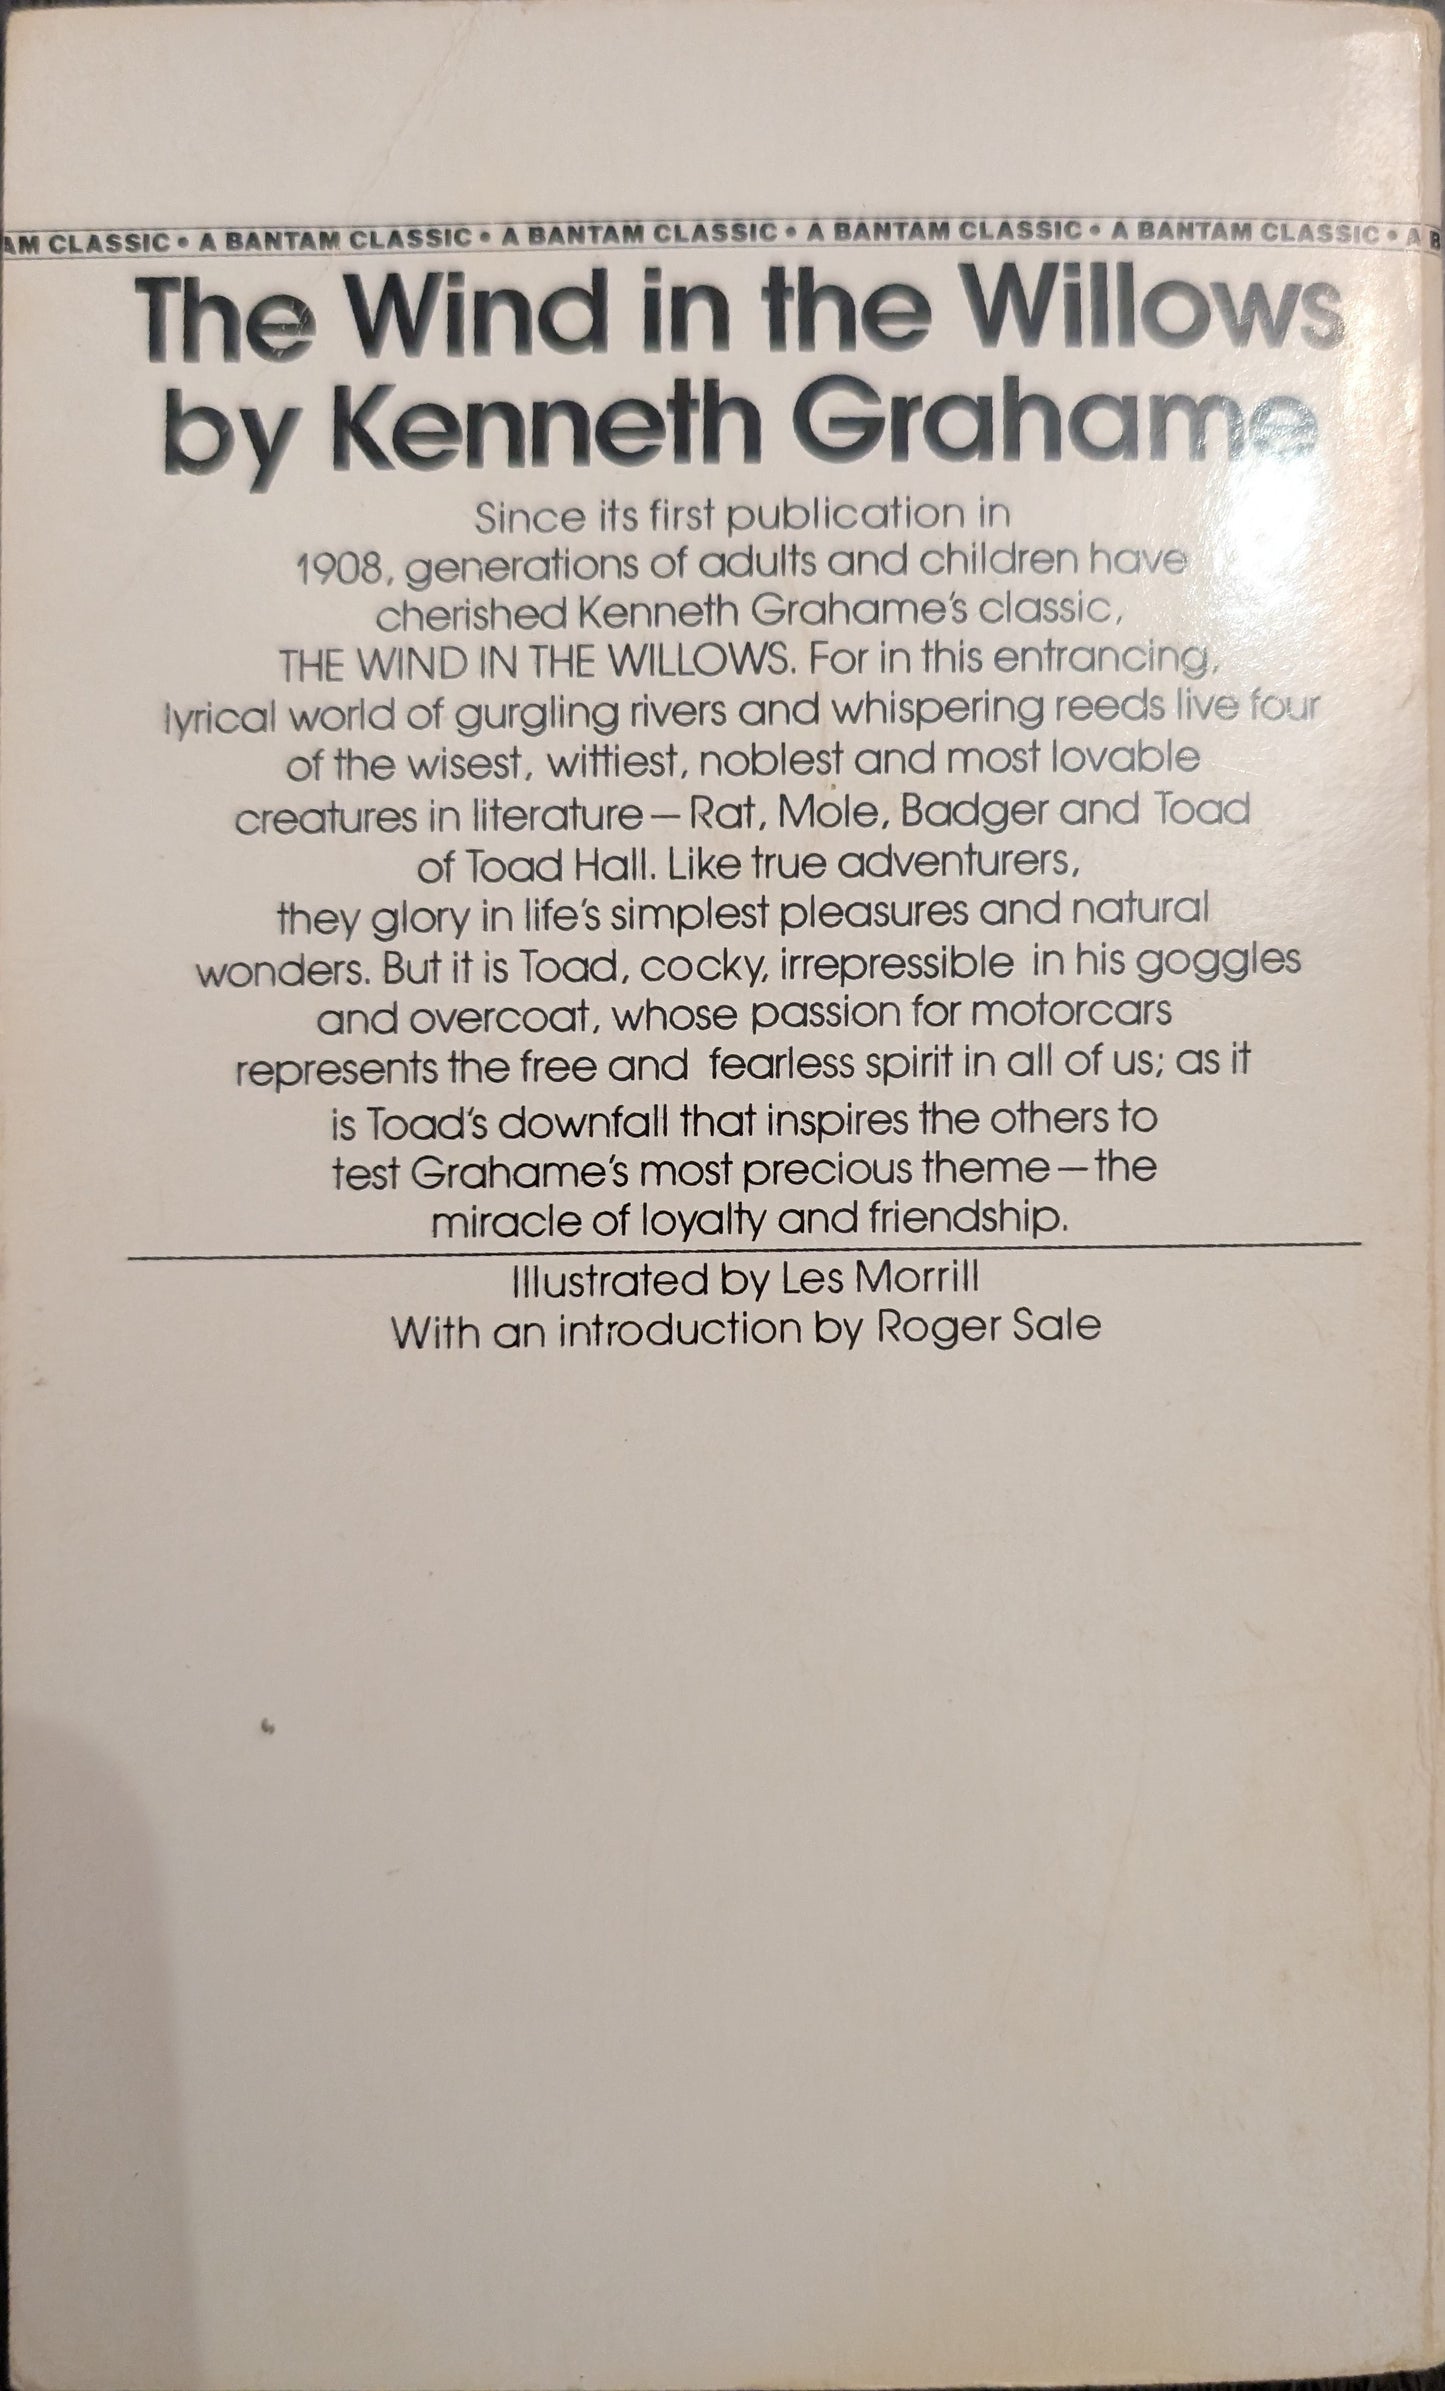 AM CLASSIC • A BANTAM CLASSIC • A BANTAM CLASSIC • A BANTAM CLASSIC • A BANTAM CLASSIC • A B
The Wind in the Willows
by Kenneth Grahame
Since its first publication in
1908, generations of adults and children have
cherished Kenneth Grahame's classic,
THE WIND IN THE WILLOWS. For in this entrancing,
lyrical world of gurgling rivers and whispering reeds live four
of the wisest, wittiest, noblest and most lovable
creatures in literature — Rat, Mole, Badger and Toad
of Toad Hall. Like true adventurers,
they glory in life's simplest pleasures and natural
wonders. But it is Toad, cocky, irrepressible in his goggles
and overcoat, whose passion for motorcars
represents the free and fearless spirit in all of us; as it
is Toad's downfall that inspires the others to
test Grahame's most precious theme — the
miracle of loyalty and friendship.
Illustrated by Les Morrill
With an introduction by Roger Sale